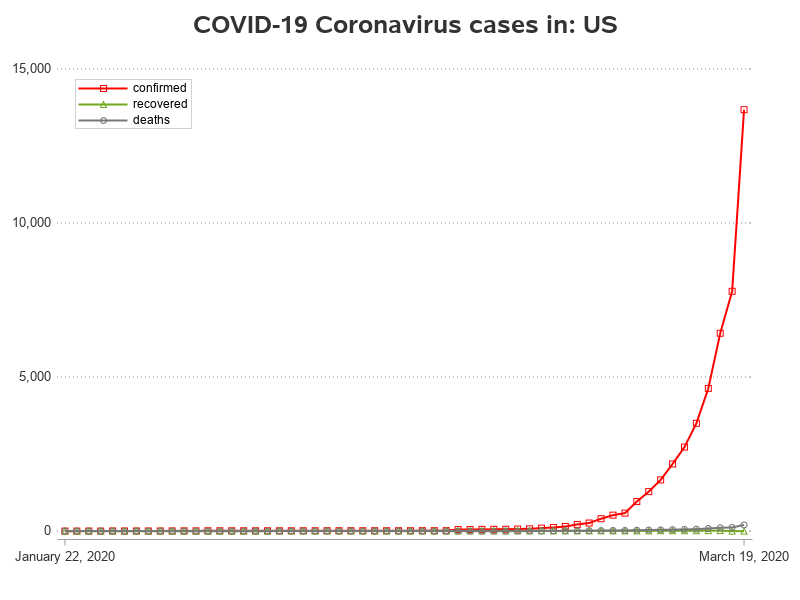 COVID-19 Coronavirus cases in: US
15,000
confirmed
recovered
deaths
10,000
5,000
0
January 22, 2020
March 19, 2020